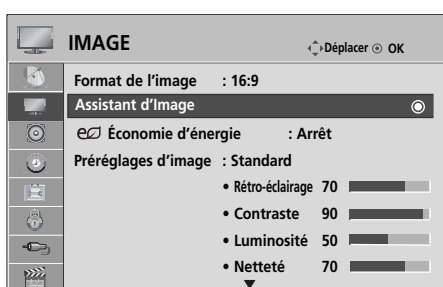 IMAGE Déplacer OK
Format de l'image : 16:9
Assistant d'Image
Économie d'énergie : Arrêt
Préréglages d'image : Standard
• Rétro-éclairage 70
• Contraste 90
• Luminosité 50
• Netteté 70